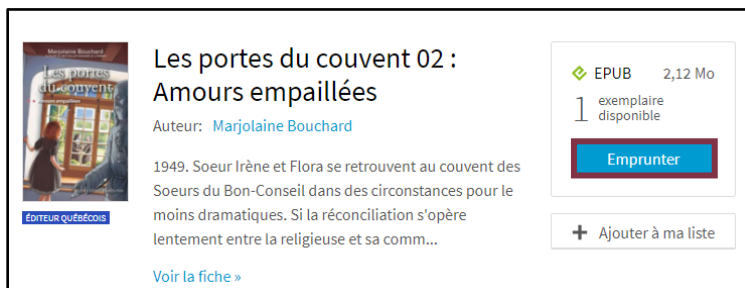 Marjolaine Bouchard
Les portes
du couvent
Amours empaillées
ÉDITEUR QUÉBÉCOIS
Les portes du couvent 02 :
Amours empaillées
Auteur: Marjolaine Bouchard
1949. Soeur Irène et Flora se retrouvent au couvent des
Soeurs du Bon-Conseil dans des circonstances pour le
moins dramatiques. Si la réconciliation s'opère
lentement entre la religieuse et sa comm...
Voir la fiche »
EPUB 2,12 Mo
1 exemplaire
disponible
Emprunter
+ Ajouter à ma liste